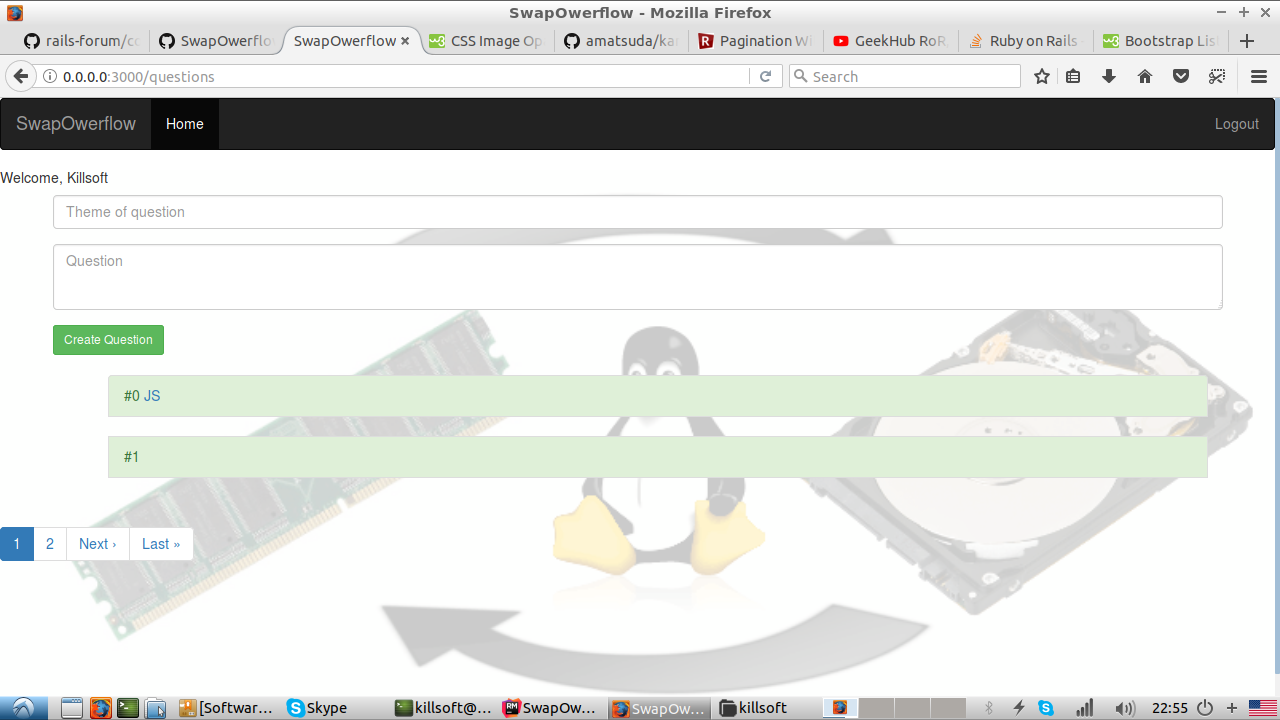 SwapOwerflow - Mozilla Firefox
rails-forum/co
SwapOwerflo
SwapOwerflow
CSS Image Op
amatsuda/ka
Pagination W
GeekHub RoR
Ruby on Rails
Bootstrap Lis
0.0.0.0:3000/questions
Search
SwapOwerflow
Home
Logout
Welcome, Killsoft
Theme of question
Question
Create Question
#0 JS
#1
1 2 Next › Last »
[Softwar...
Skype
killsoft@...
SwapOw...
SwapOw...
killsoft
22:55